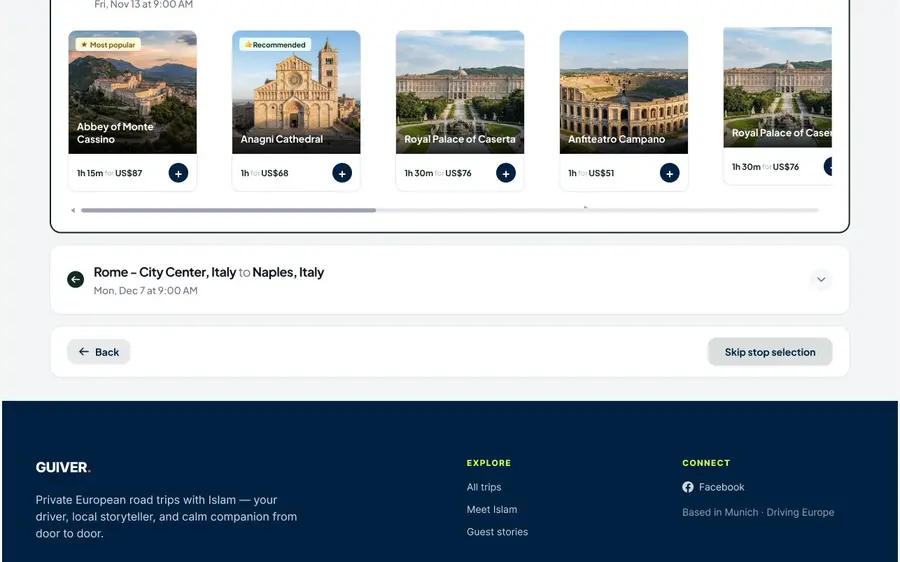 Fri, Nov 13 at 9:00 AM
★ Most popular
Abbey of Monte
Cassino
1h 15m for US$87
+
👍Recommended
Anagni Cathedral
1h for US$68
+
Royal Palace of Caserta
1h 30m for US$76
+
Anfiteatro Campano
1h for US$51
+
Royal Palace of Caser
1h 30m for US$76
Rome - City Center, Italy to Naples, Italy
Mon, Dec 7 at 9:00 AM
← Back
Skip stop selection
GUIVER.
Private European road trips with Islam — your
driver, local storyteller, and calm companion from
door to door.
EXPLORE
All trips
Meet Islam
Guest stories
CONNECT
Facebook
Based in Munich · Driving Europe